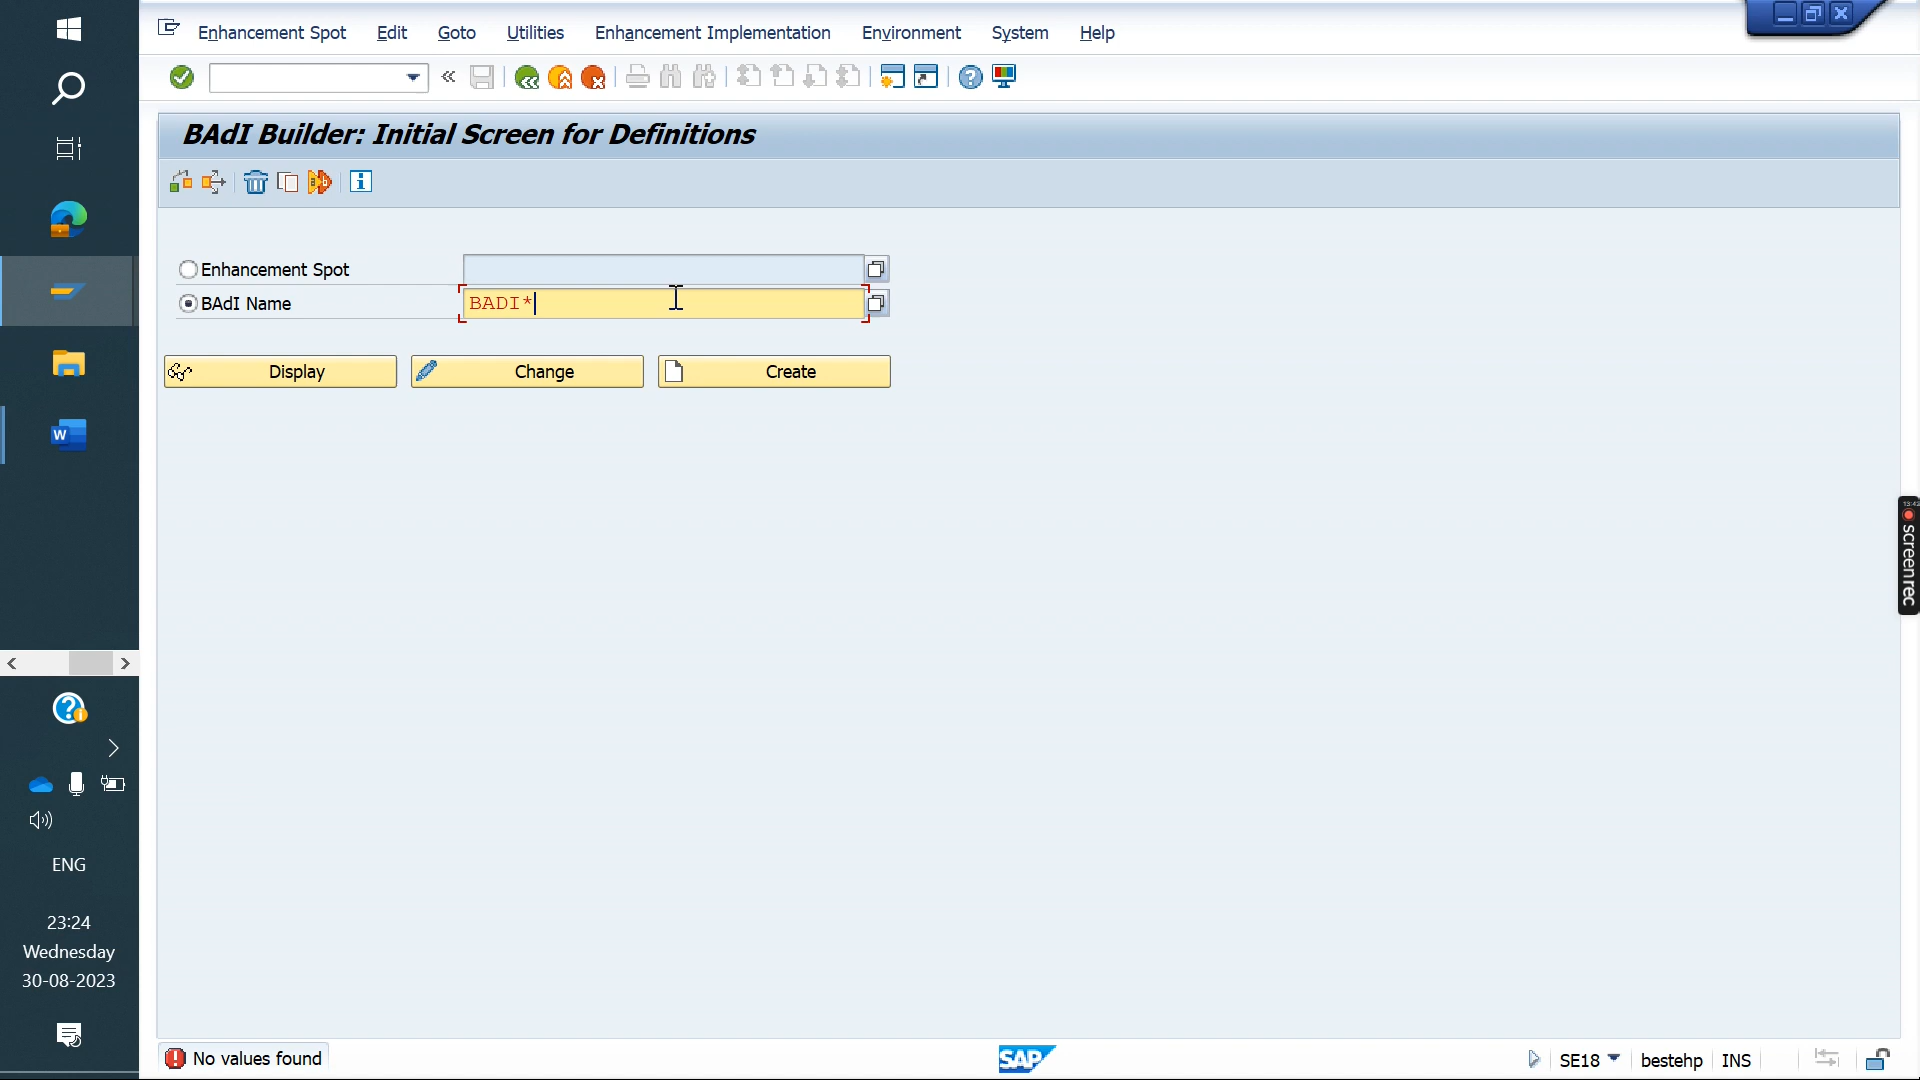 Enhancement Spot Edit Goto Utilities Enhancement Implementation Environment System Help
BAdI Builder: Initial Screen for Definitions
Enhancement Spot
BAdI Name BADI*
Display Change Create
W
screenrec
ENG
23:24
Wednesday
30-08-2023
No values found SAP SE18 bestehp INS